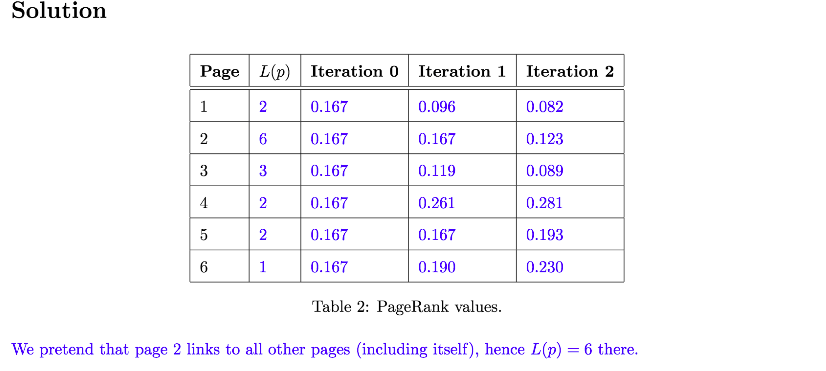 Solution
Page L(p) Iteration 0 Iteration 1 Iteration 2
1 2 0.167 0.096 0.082
2 6 0.167 0.167 0.123
3 3 0.167 0.119 0.089
4 2 0.167 0.261 0.281
5 2 0.167 0.167 0.193
6 1 0.167 0.190 0.230
Table 2: PageRank values.
We pretend that page 2 links to all other pages (including itself), hence L(p) = 6 there.